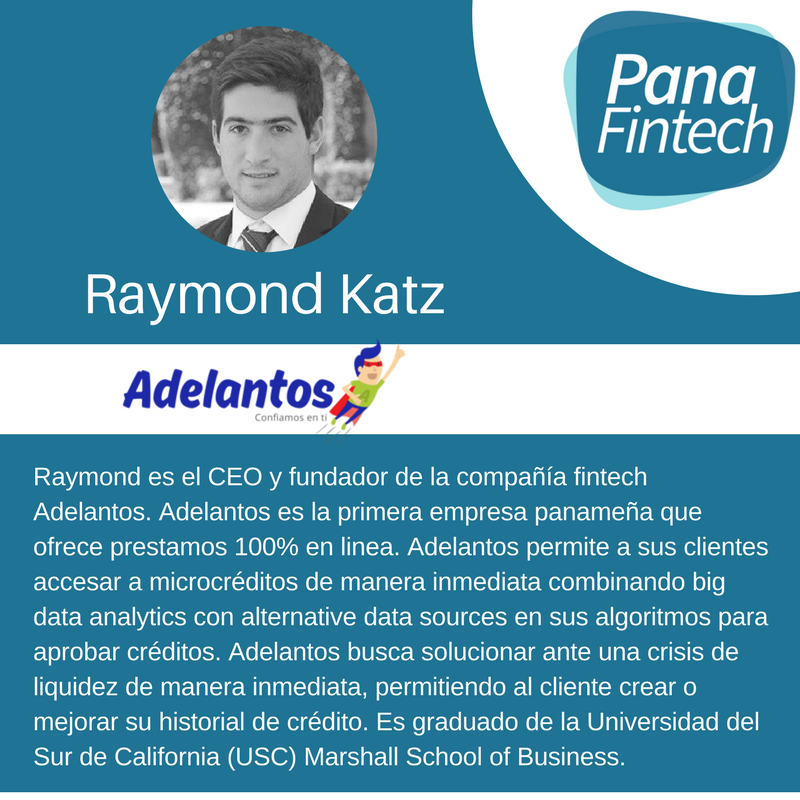 Pana
Fintech
Raymond Katz
Adelantos
Confiamos en ti
A
Raymond es el CEO y fundador de la compañía fintech
Adelantos. Adelantos es la primera empresa panameña que
ofrece prestamos 100% en linea. Adelantos permite a sus clientes
accesar a microcréditos de manera inmediata combinando big
data analytics con alternative data sources en sus algoritmos para
aprobar créditos. Adelantos busca solucionar ante una crisis de
liquidez de manera inmediata, permitiendo al cliente crear o
mejorar su historial de crédito. Es graduado de la Universidad del
Sur de California (USC) Marshall School of Business.